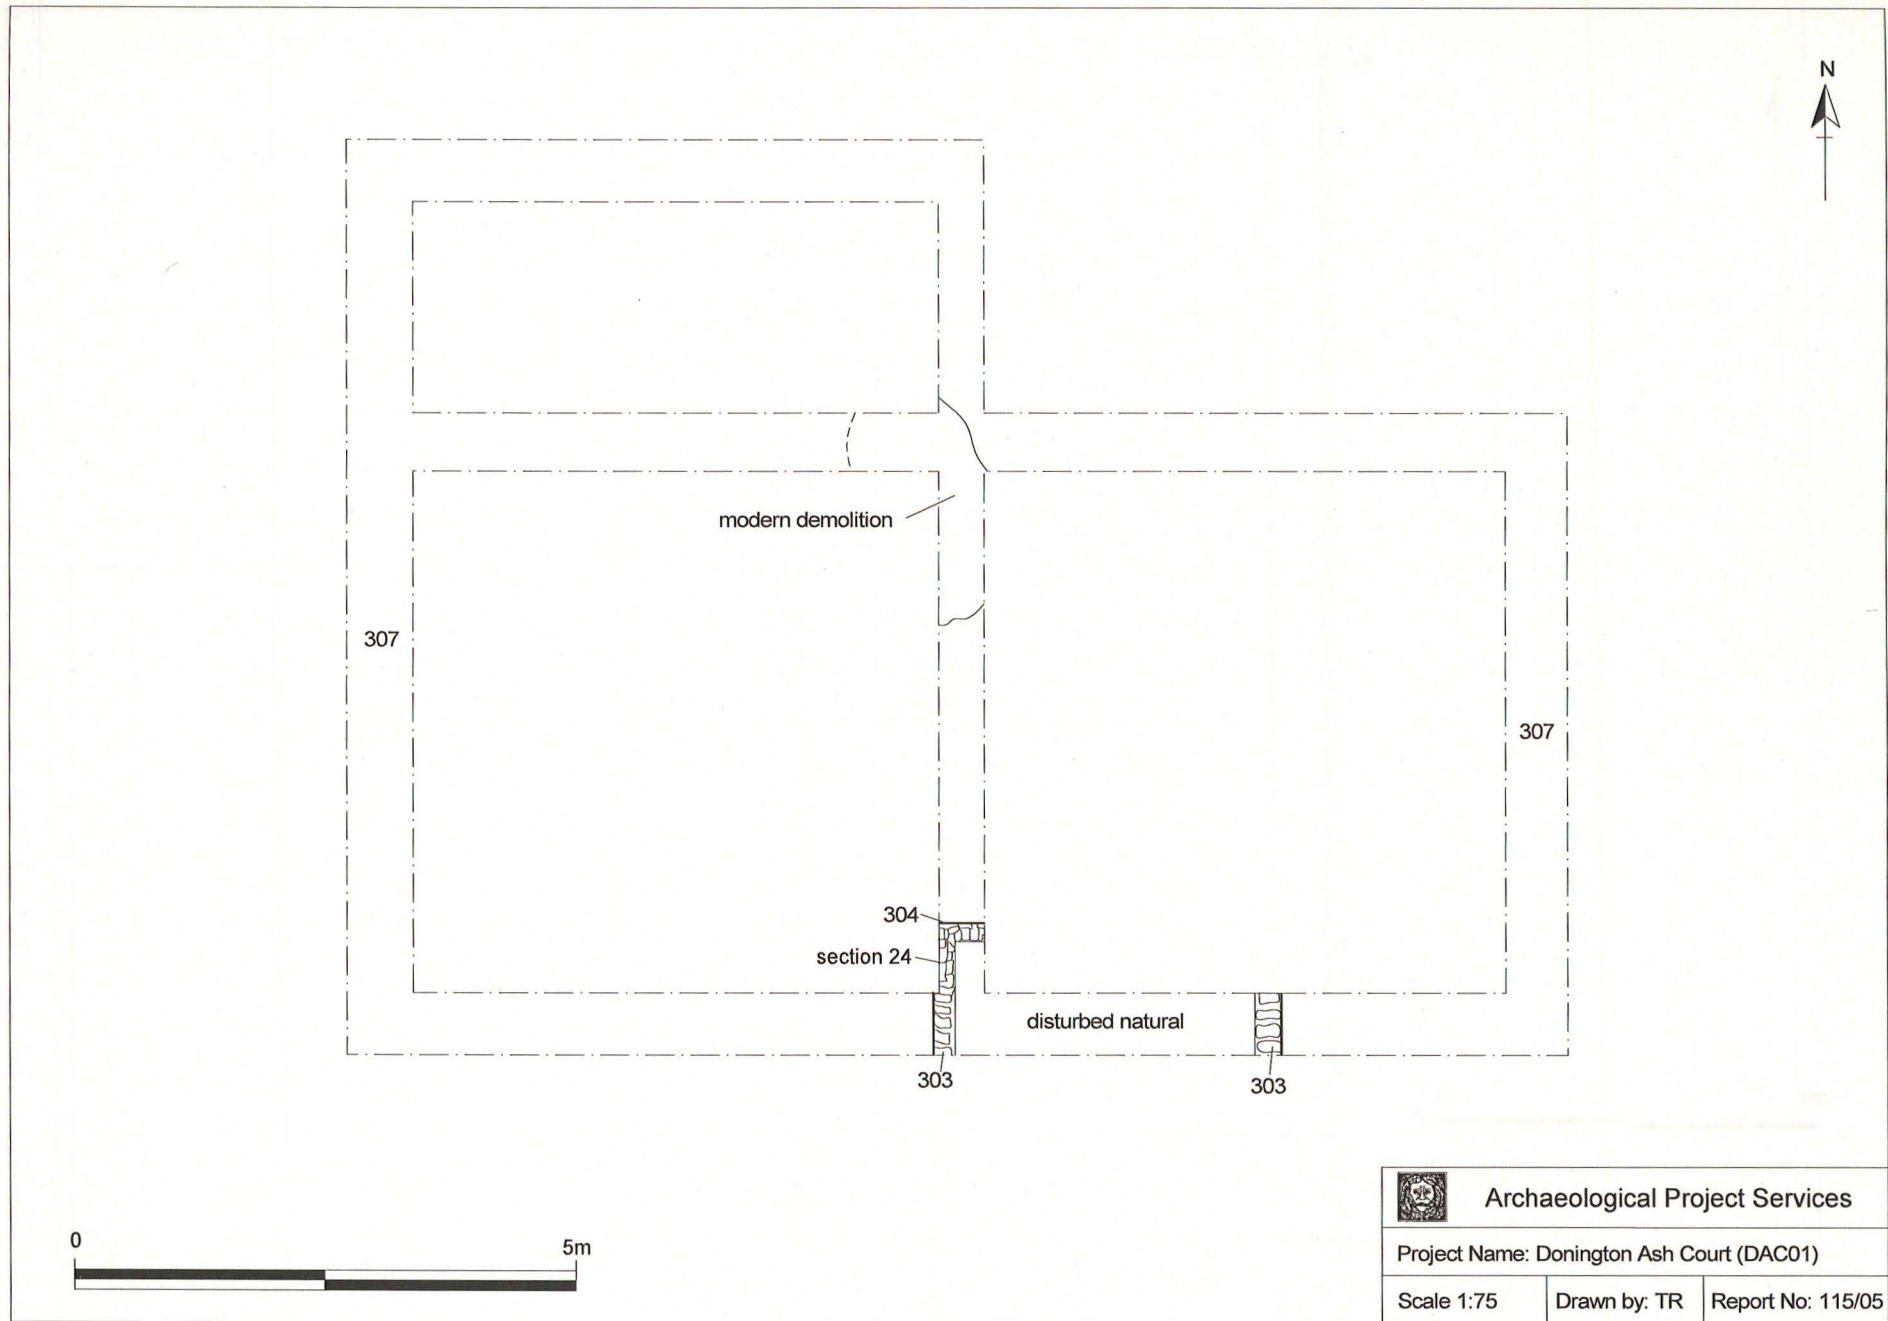 N
modern demolition
307
307
304
section 24
disturbed natural
303
303
0
5m
Archaeological Project Services
Project Name: Donington Ash Court (DAC01)
Scale 1:75
Drawn by: TR
Report No: 115/05